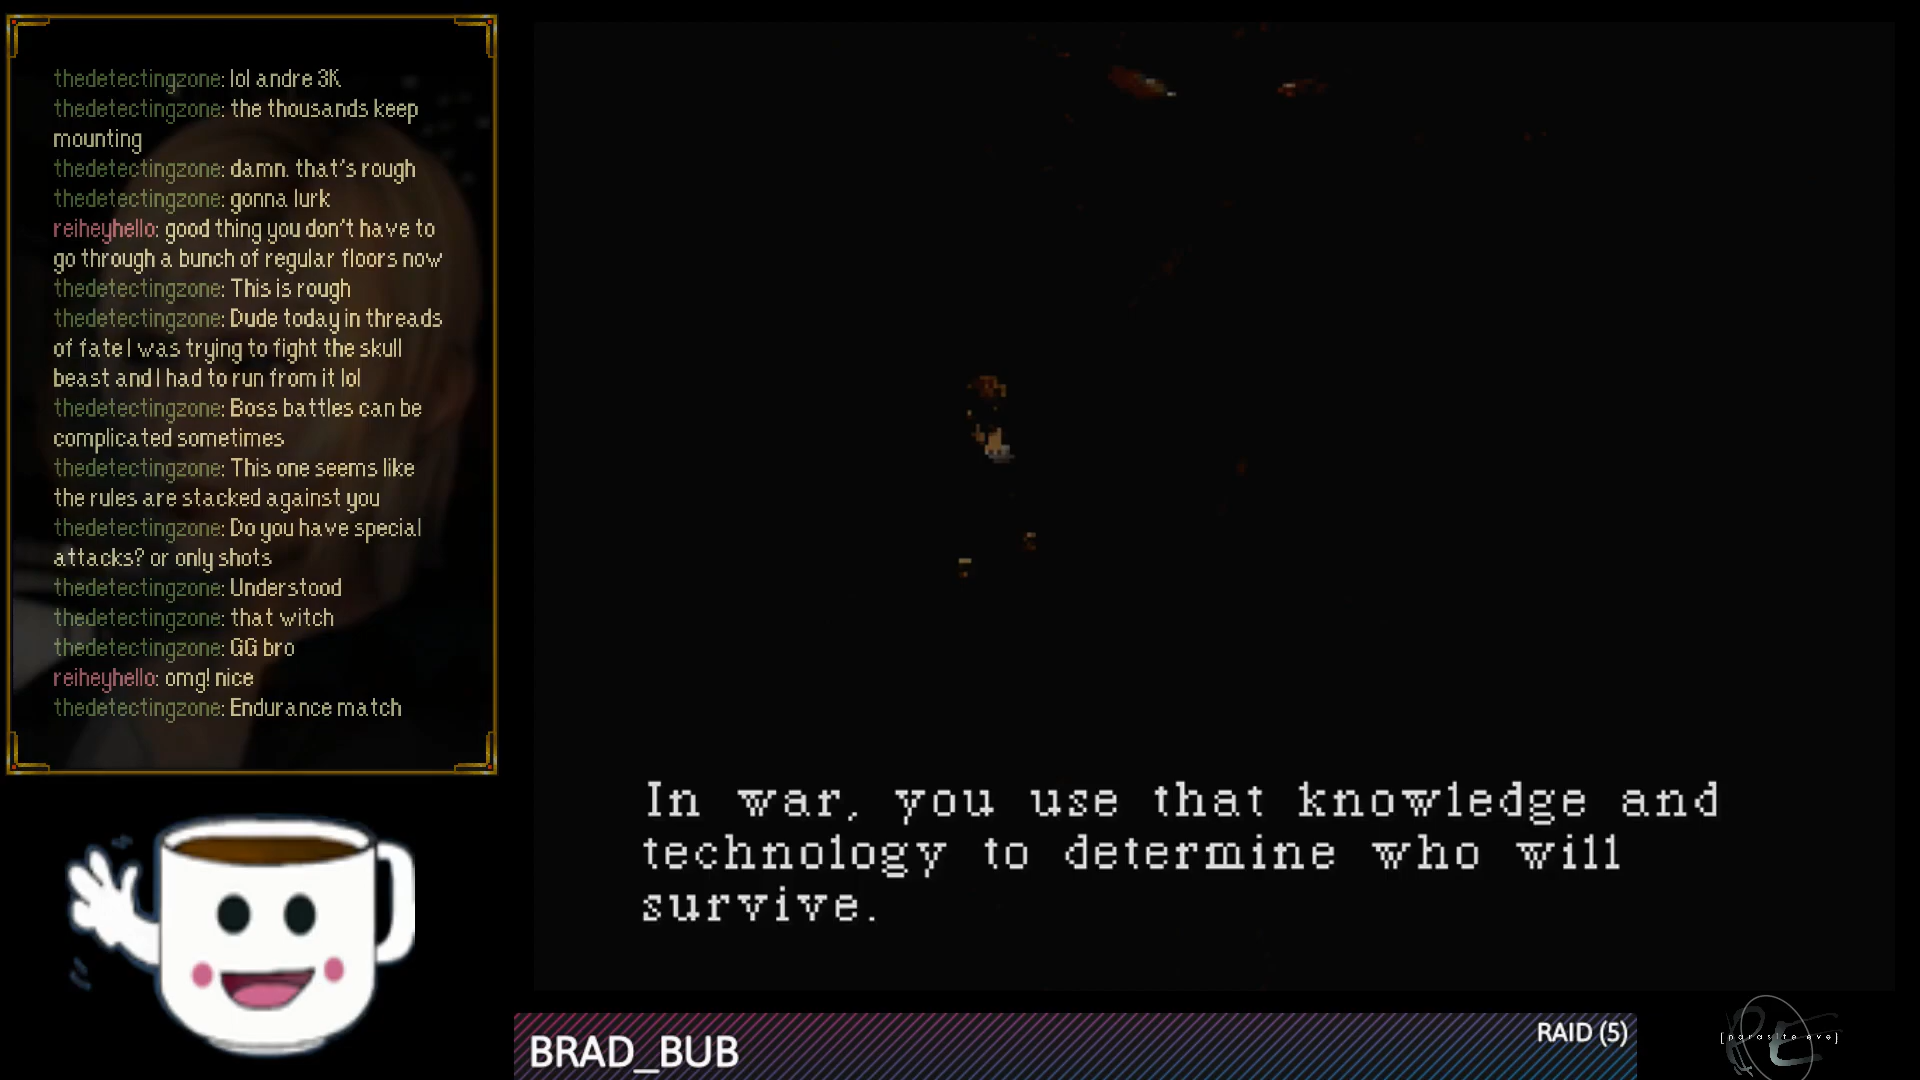 thedetectingzone: lol andre 3K
thedetectingzone: the thousands keep
mounting
thedetectingzone: damn. that's rough
thedetectingzone: gonna lurk
reiheyhello: good thing you don't have to
go through a bunch of regular floors now
thedetectingzone: This is rough
thedetectingzone: Dude today in threads
of fate I was trying to fight the skull
beast and I had to run from it lol
thedetectingzone: Boss battles can be
complicated sometimes
thedetectingzone: This one seems like
the rules are stacked against you
thedetectingzone: Do you have special
attacks? or only shots
thedetectingzone: Understood
thedetectingzone: that witch
thedetectingzone: GG bro
reiheyhello: omg! nice
thedetectingzone: Endurance match
In war, you use that knowledge and
technology to determine who will
survive.
BRAD_BUB
RAID (5)
[parasite eve]